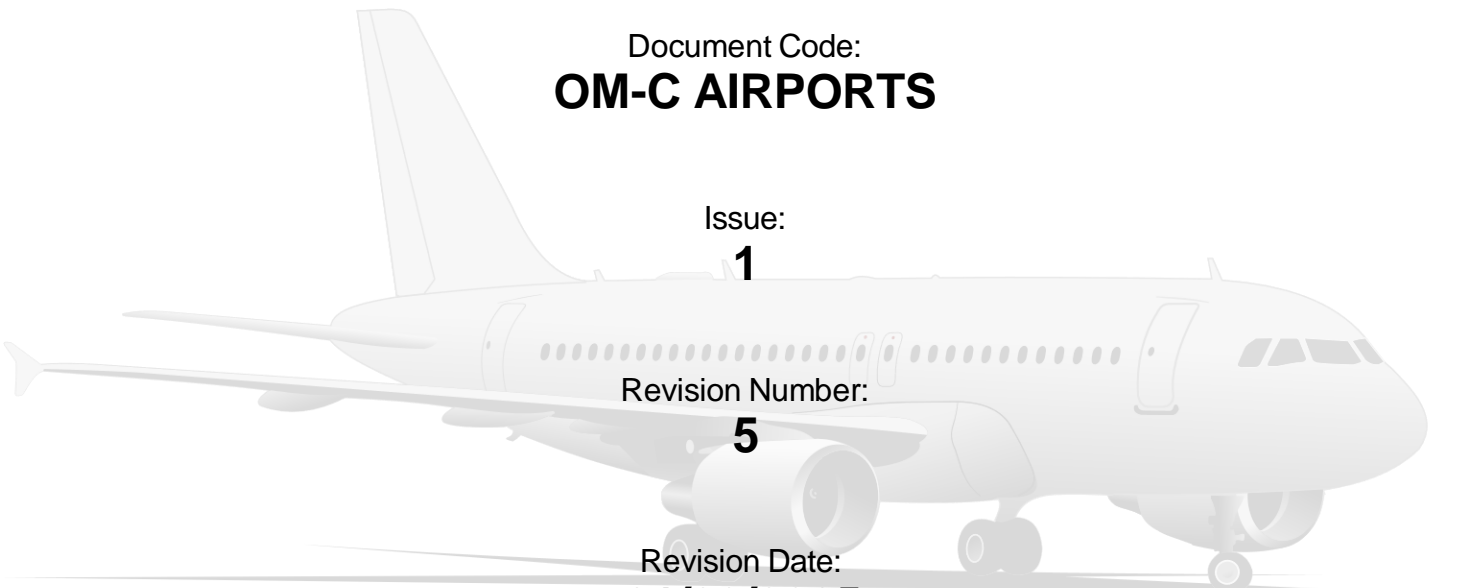 Document Code:
OM-C AIRPORTS
Issue:
1
Revision Number:
5
Revision Date: